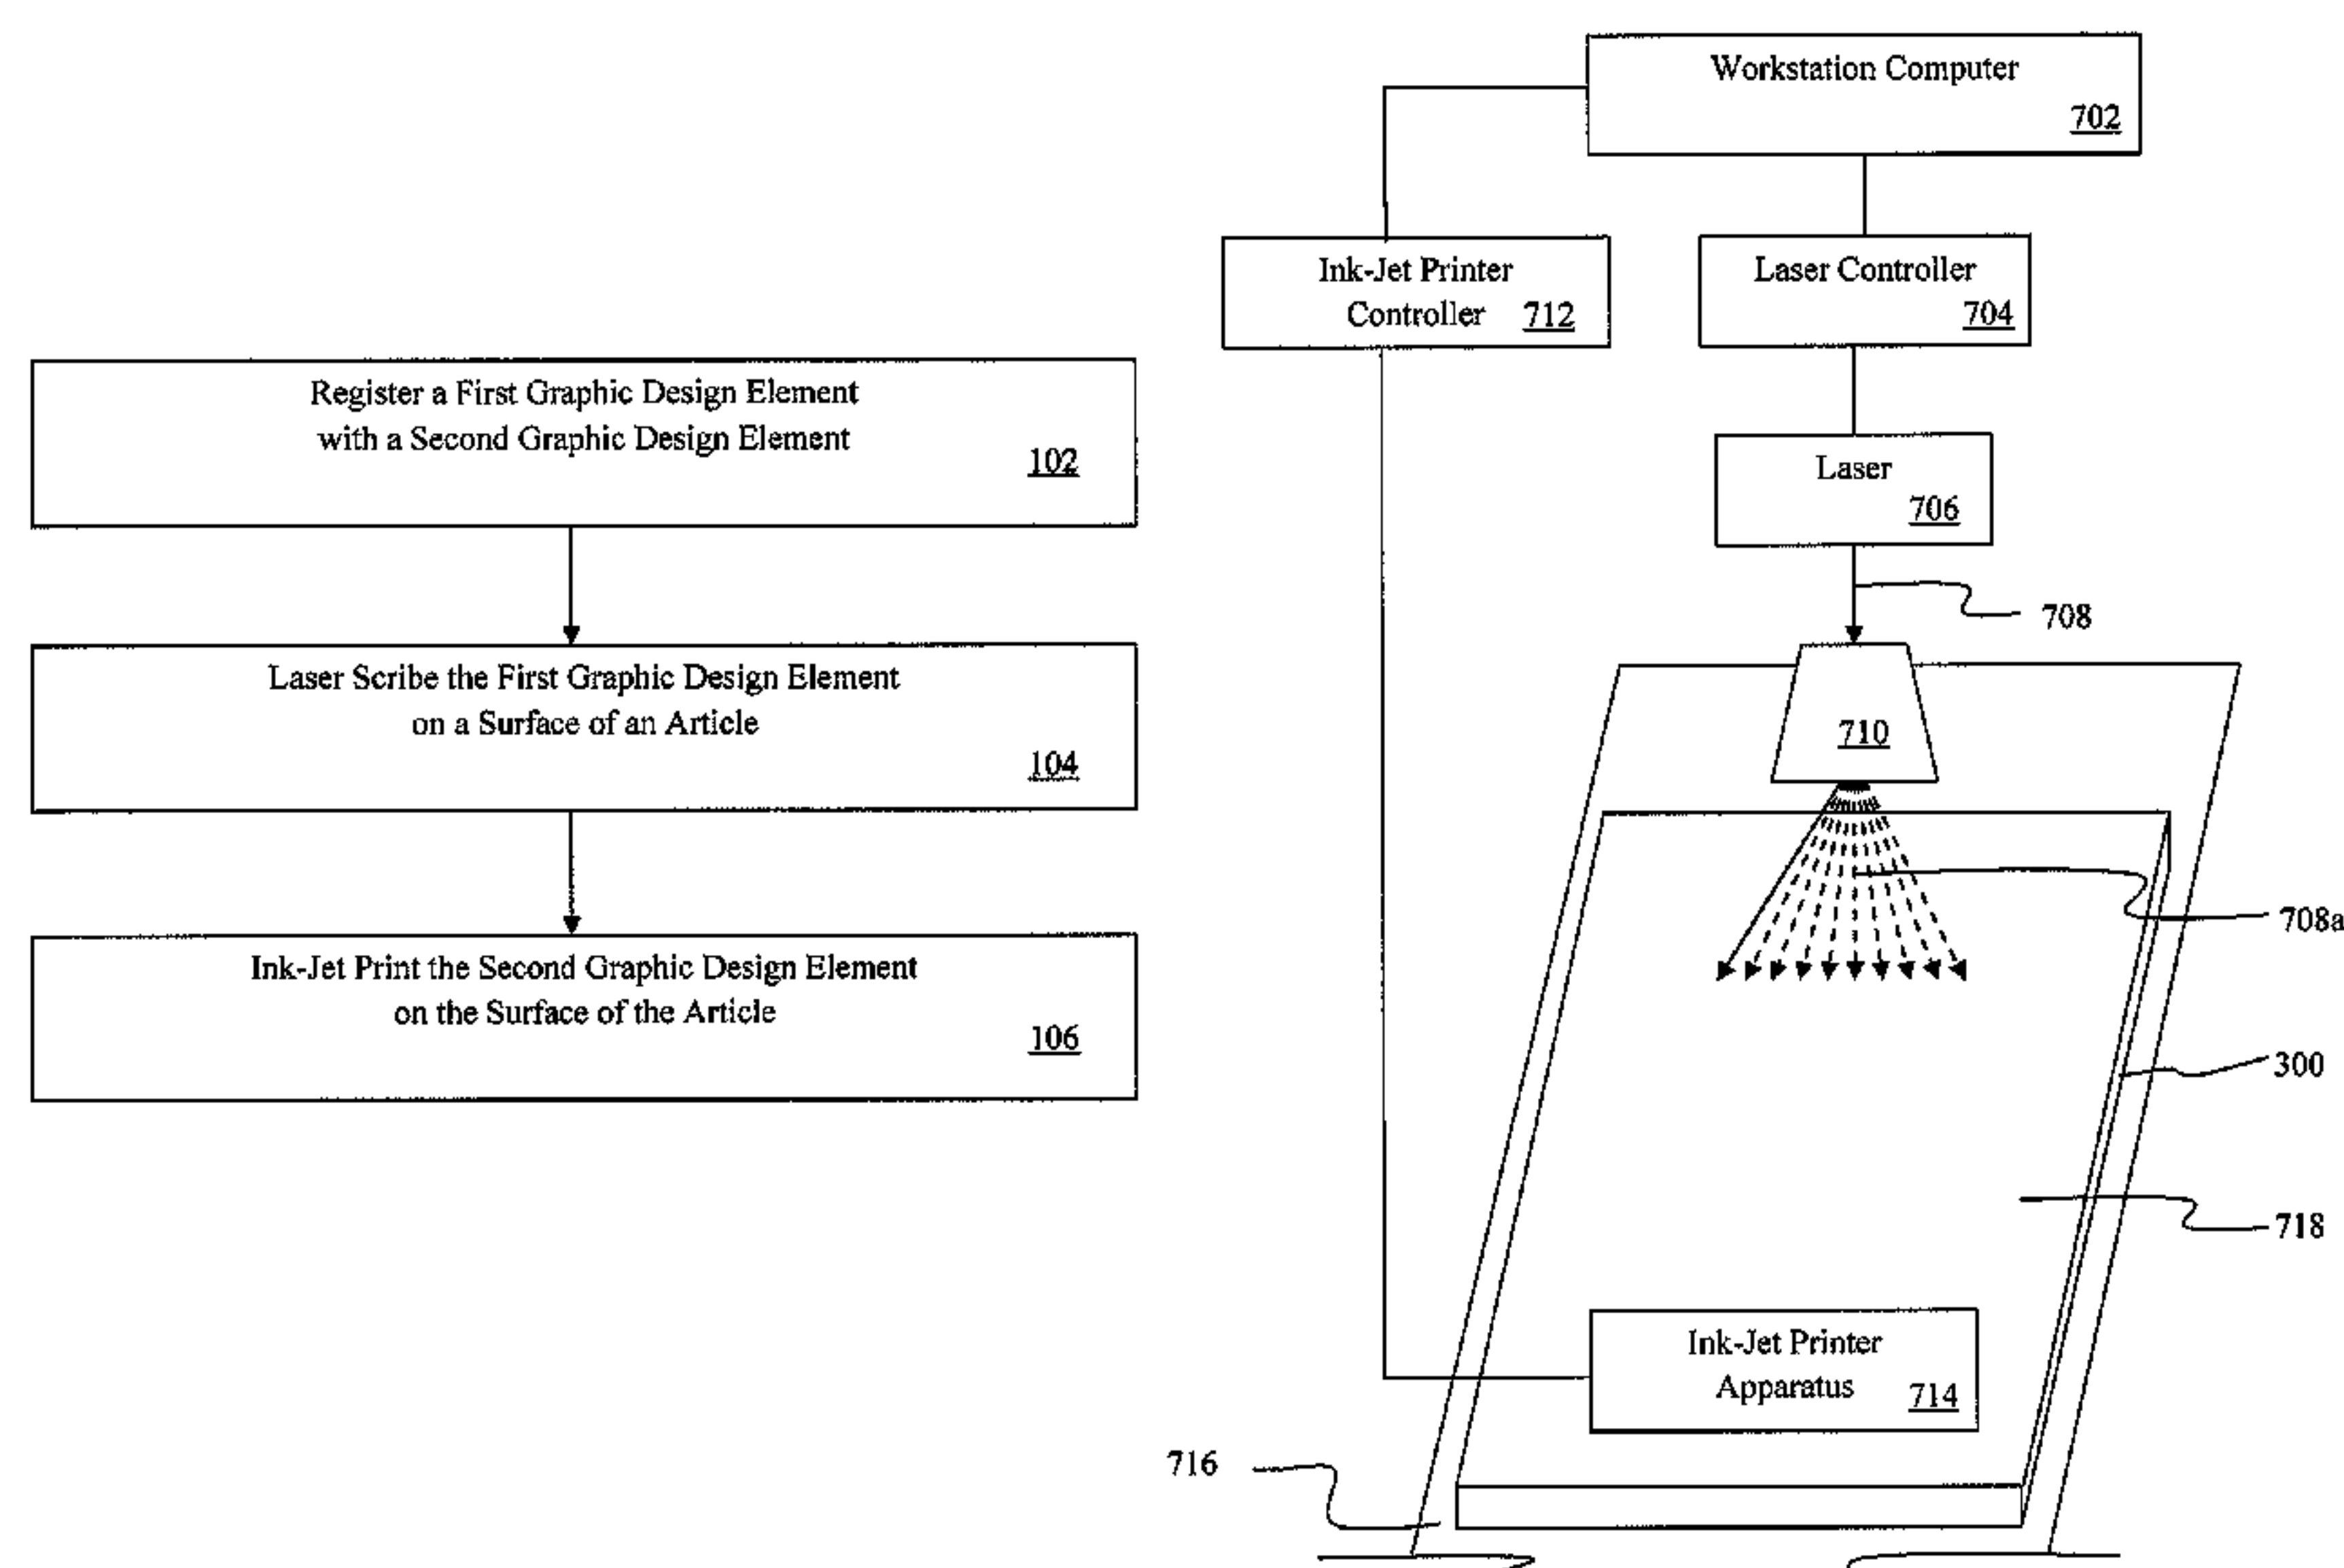 Register a First Graphic Design Element
with a Second Graphic Design Element
102
Laser Scribe the First Graphic Design Element
on a Surface of an Article
104
Ink-Jet Print the Second Graphic Design Element
on the Surface of the Article
106
Workstation Computer
702
Ink-Jet Printer
Controller 712
Laser Controller
704
Laser
706
708
710
708a
300
718
Ink-Jet Printer
Apparatus 714
716